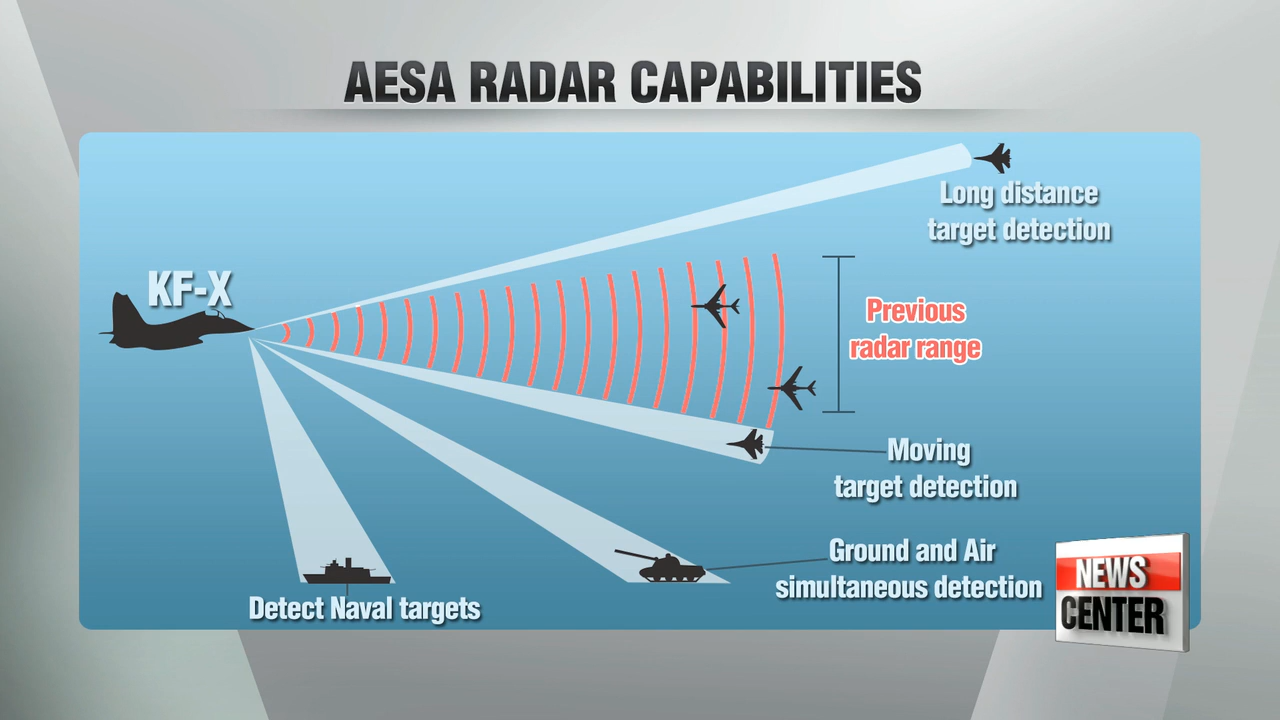 AESA RADAR CAPABILITIES
Long distance
target detection
KF-X
Previous
radar range
Moving
target detection
Ground and Air
simultaneous detection
Detect Naval targets
NEWS
CENTER